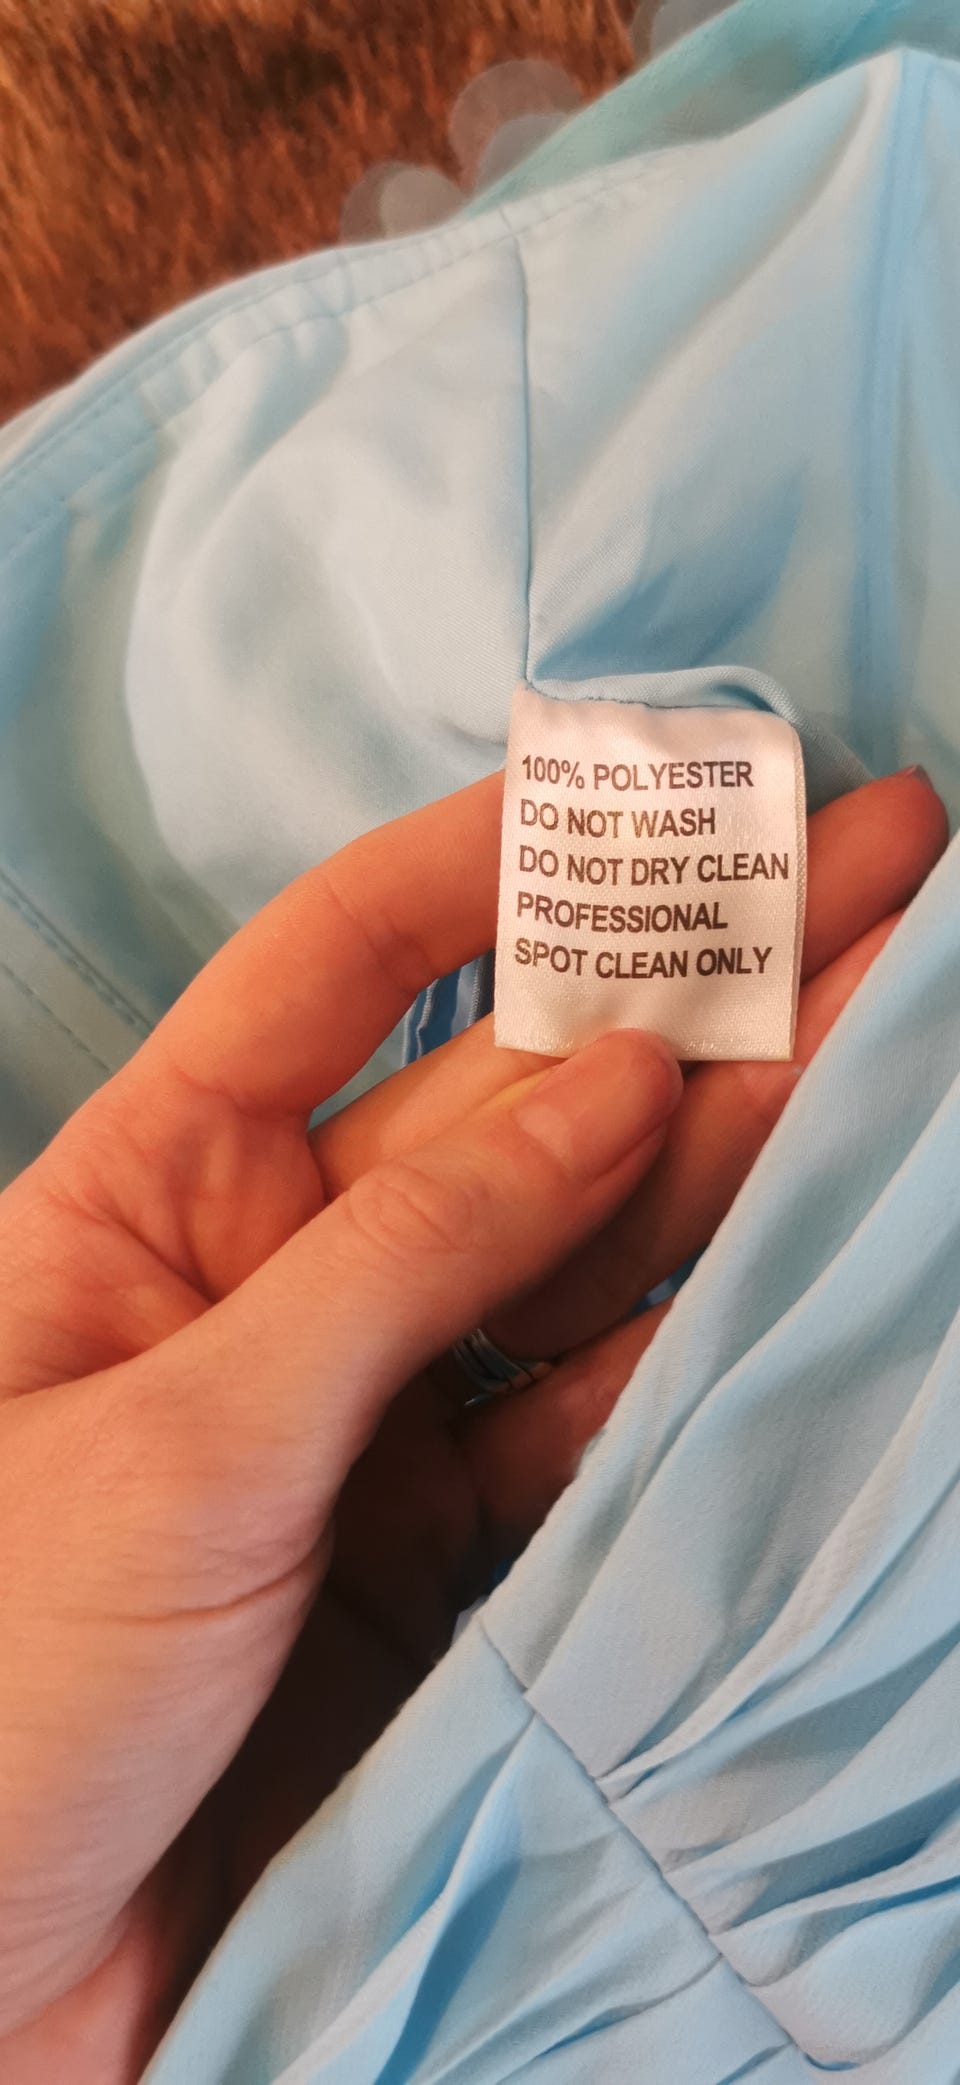 100% POLYESTER
DO NOT WASH
DO NOT DRY CLEAN
PROFESSIONAL
SPOT CLEAN ONLY